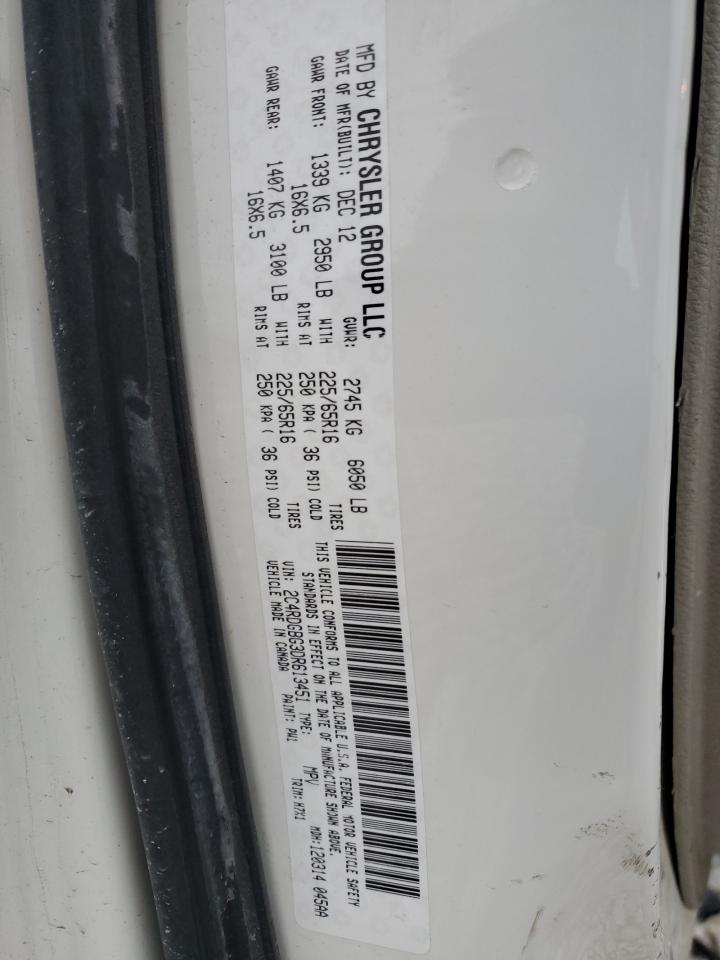 MFD BY CHRYSLER GROUP LLC
DATE OF MFR(BUILT): DEC 12 GVWR: 2745 KG 6050 LB
GAWR FRONT: 1339 KG 2950 LB WITH 225/65R16 TIRES
16X6.5 RIMS AT 250 KPA ( 36 PSI) COLD
GAWR REAR: 1407 KG 3100 LB WITH 225/65R16 TIRES
16X6.5 RIMS AT 250 KPA ( 36 PSI) COLD
THIS VEHICLE CONFORMS TO ALL APPLICABLE U.S.A. FEDERAL MOTOR VEHICLE SAFETY
STANDARDS IN EFFECT ON THE DATE OF MANUFACTURE SHOWN ABOVE.
VIN: 2C4RDGBG3DR613451 TYPE: MPV MDH:120314 045AA
VEHICLE MADE IN CANADA PAINT: PW1 TRIM:H7X1